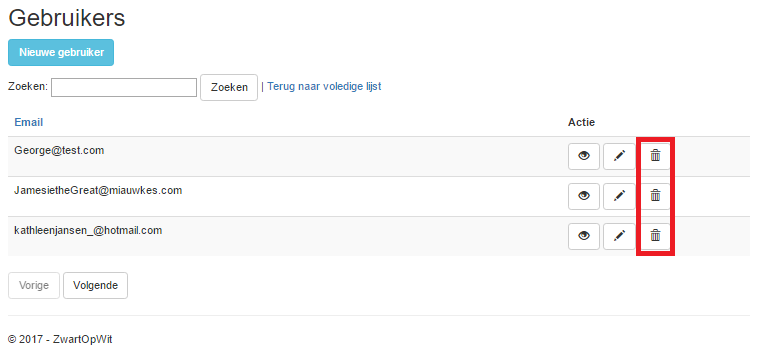 Gebruikers
Nieuwe gebruiker
Zoeken: Zoeken | Terug naar voledige lijst
Email Actie
George@test.com
JamesietheGreat@miauwkes.com
kathleenjansen_@hotmail.com
Vorige Volgende
© 2017 - ZwartOpWit